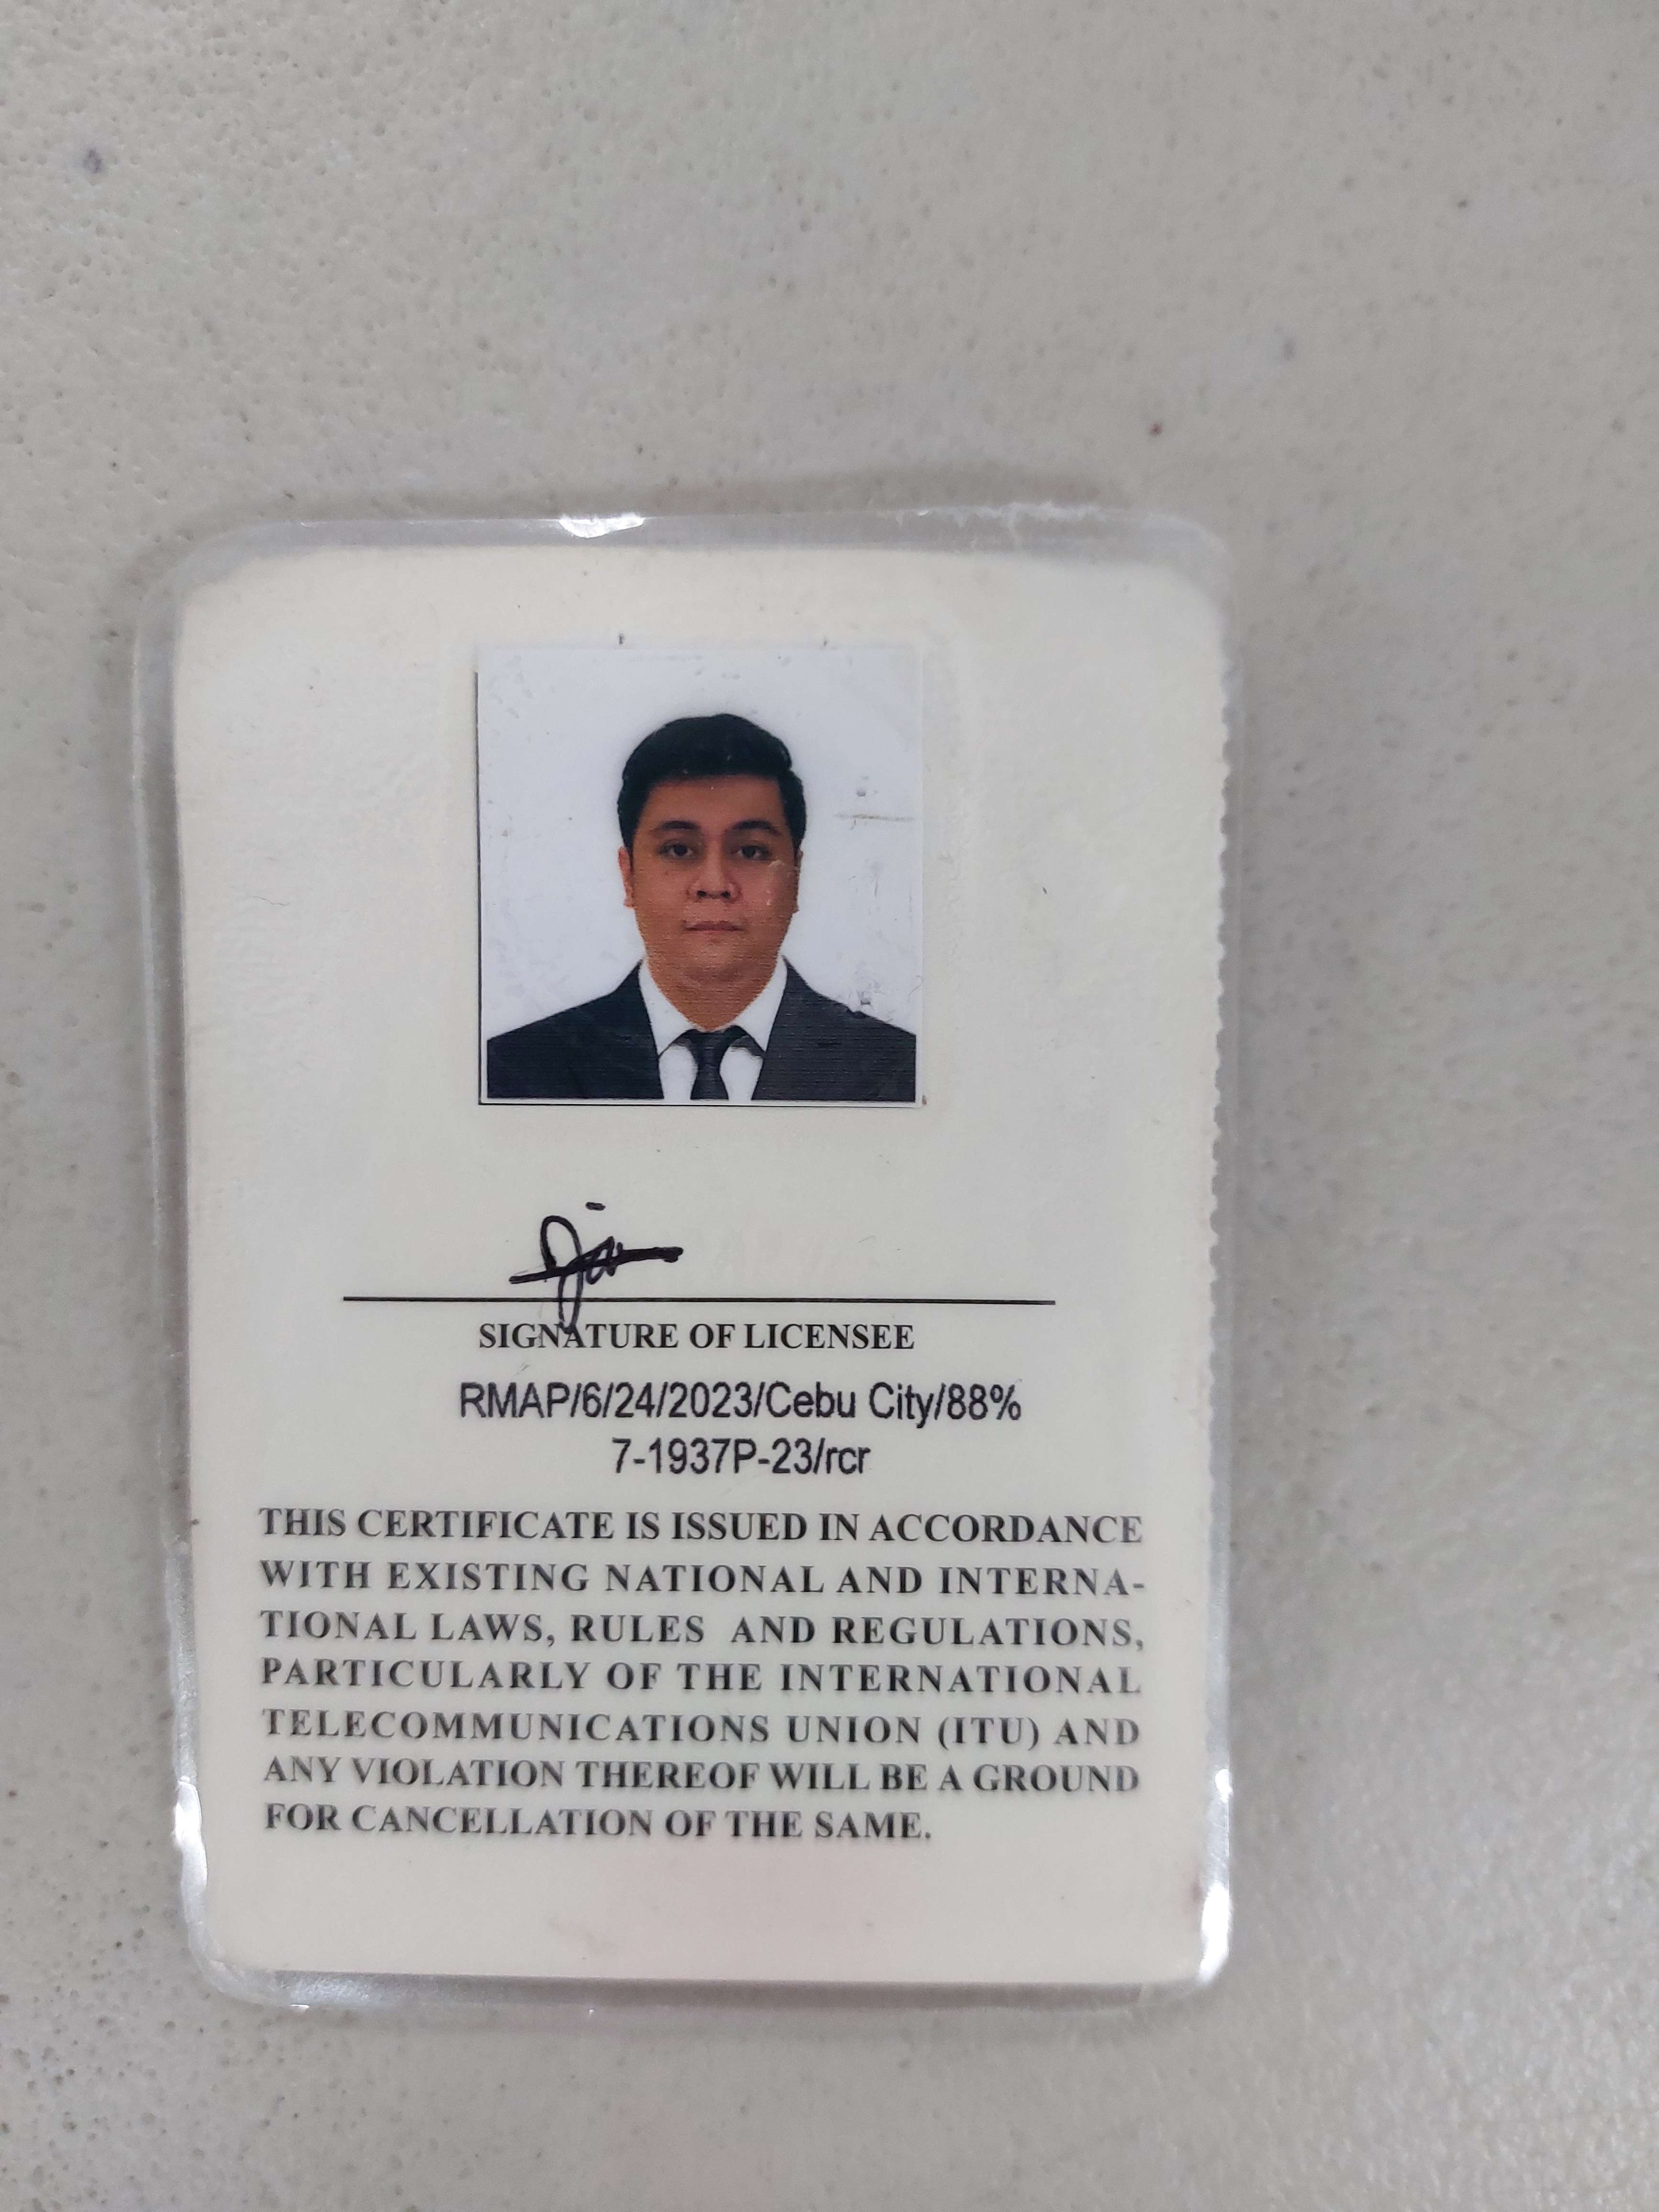 SIGNATURE OF LICENSEE
RMAP/6/24/2023/Cebu City/88%
7-1937P-23/rcr
THIS CERTIFICATE IS ISSUED IN ACCORDANCE
WITH EXISTING NATIONAL AND INTERNA-
TIONAL LAWS, RULES AND REGULATIONS,
PARTICULARLY OF THE INTERNATIONAL
TELECOMMUNICATIONS UNION (ITU) AND
ANY VIOLATION THEREOF WILL BE A GROUND
FOR CANCELLATION OF THE SAME.